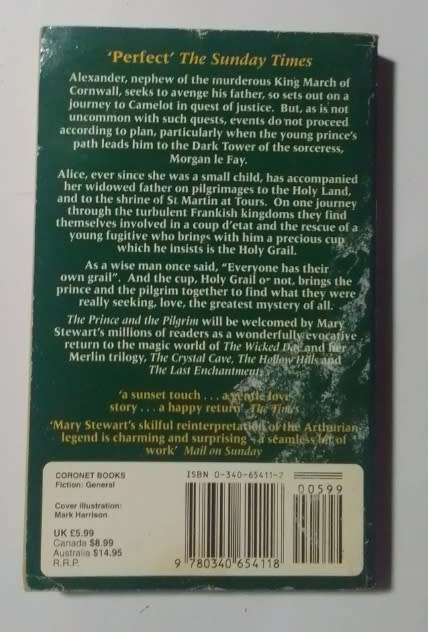 'Perfect' The Sunday Times
Alexander, nephew of the murderous King March of
Cornwall, seeks to avenge his father, so sets out on a
journey to Camelot in quest of justice. But, as is not
uncommon with such quests, events do not proceed
according to plan, particularly when the young prince's
path leads him to the Dark Tower of the sorceress,
Morgan le Fay.
Alice, ever since she was a small child, has accompanied
her widowed father on pilgrimages to the Holy Land,
and to the shrine of St Martin at Tours. On one journey
through the turbulent Frankish kingdoms they find
themselves involved in a coup d'etat and the rescue of a
young fugitive who brings with him a precious cup
which he insists is the Holy Grail.
As a wise man once said, "Everyone has their
own grail". And the cup, Holy Grail or not, brings the
prince and the pilgrim together to find what they were
really seeking, love, the greatest mystery of all.
The Prince and the Pilgrim will be welcomed by Mary
Stewart's millions of readers as a wonderfully evocative
return to the magic world of The Wicked Day and her
Merlin trilogy, The Crystal Cave, The Hollow Hills and
The Last Enchantment.
'a sunset touch . . . a gentle love
story . . . a happy return' The Times
'Mary Stewart's skilful reinterpretation of the Arthurian
legend is charming and surprising – a seamless bit of
work' Mail on Sunday
CORONET BOOKS
Fiction: General
Cover illustration:
Mark Harrison
UK £5.99
Canada $8.99
Australia $14.95
R.R.P.
ISBN 0-340-65411-2
00599
9 780340 654118